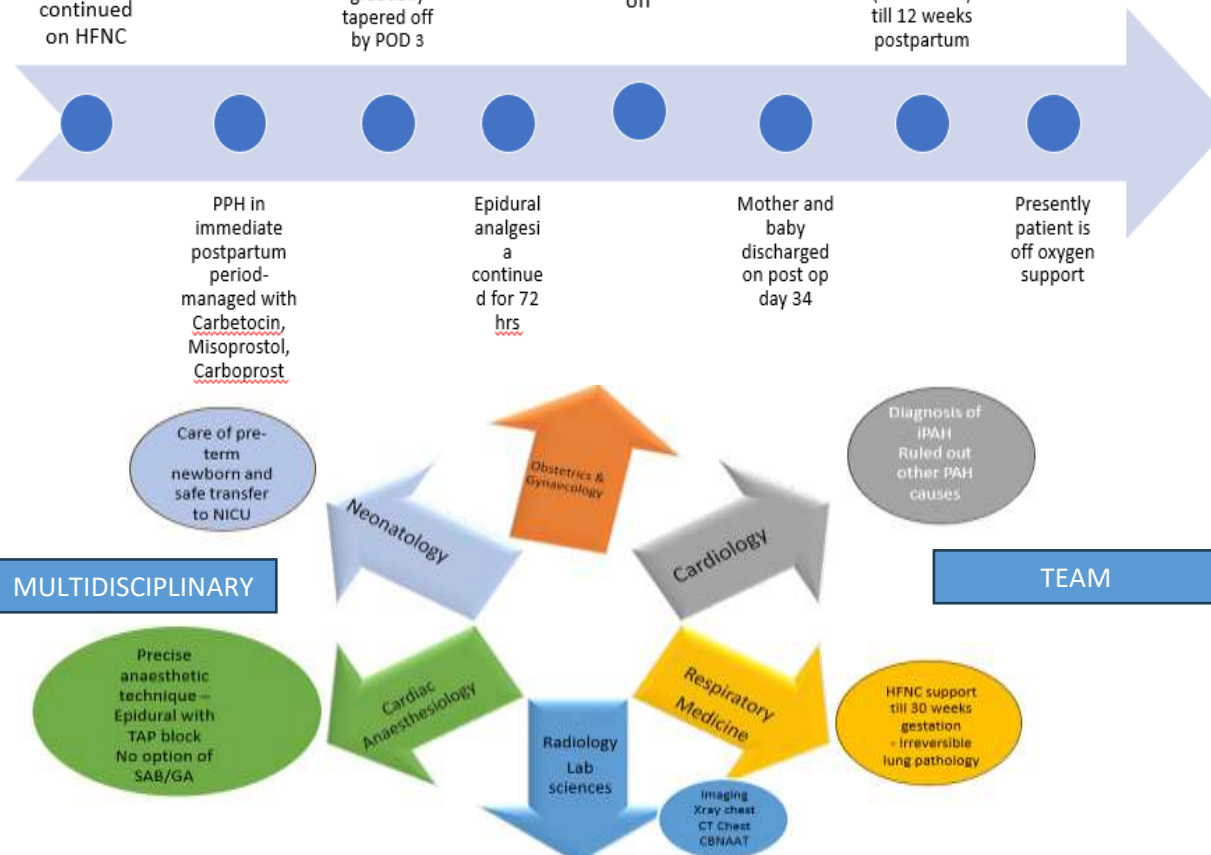 continued
on HFNC
tapered off
by POD 3
on
till 12 weeks
postpartum
PPH in
immediate
postpartum
period-
managed with
Carbetocin,
Misoprostol,
Carboprost
Epidural
analgesi
a
continue
d for 72
hrs
Mother and
baby
discharged
on post op
day 34
Presently
patient is
off oxygen
support
Care of pre-
term
newborn and
safe transfer
to NICU
Neonatology
Obstetrics &
Gynaecology
Cardiology
Diagnosis of
iPAH
Ruled out
other PAH
causes
MULTIDISCIPLINARY
TEAM
Precise
anaesthetic
technique –
Epidural with
TAP block
No option of
SAB/GA
Cardiac
Anaesthesiology
Radiology
Lab
sciences
Respiratory
Medicine
HFNC support
till 30 weeks
gestation
- Irreversible
lung pathology
Imaging
Xray chest
CT Chest
CBNAAT